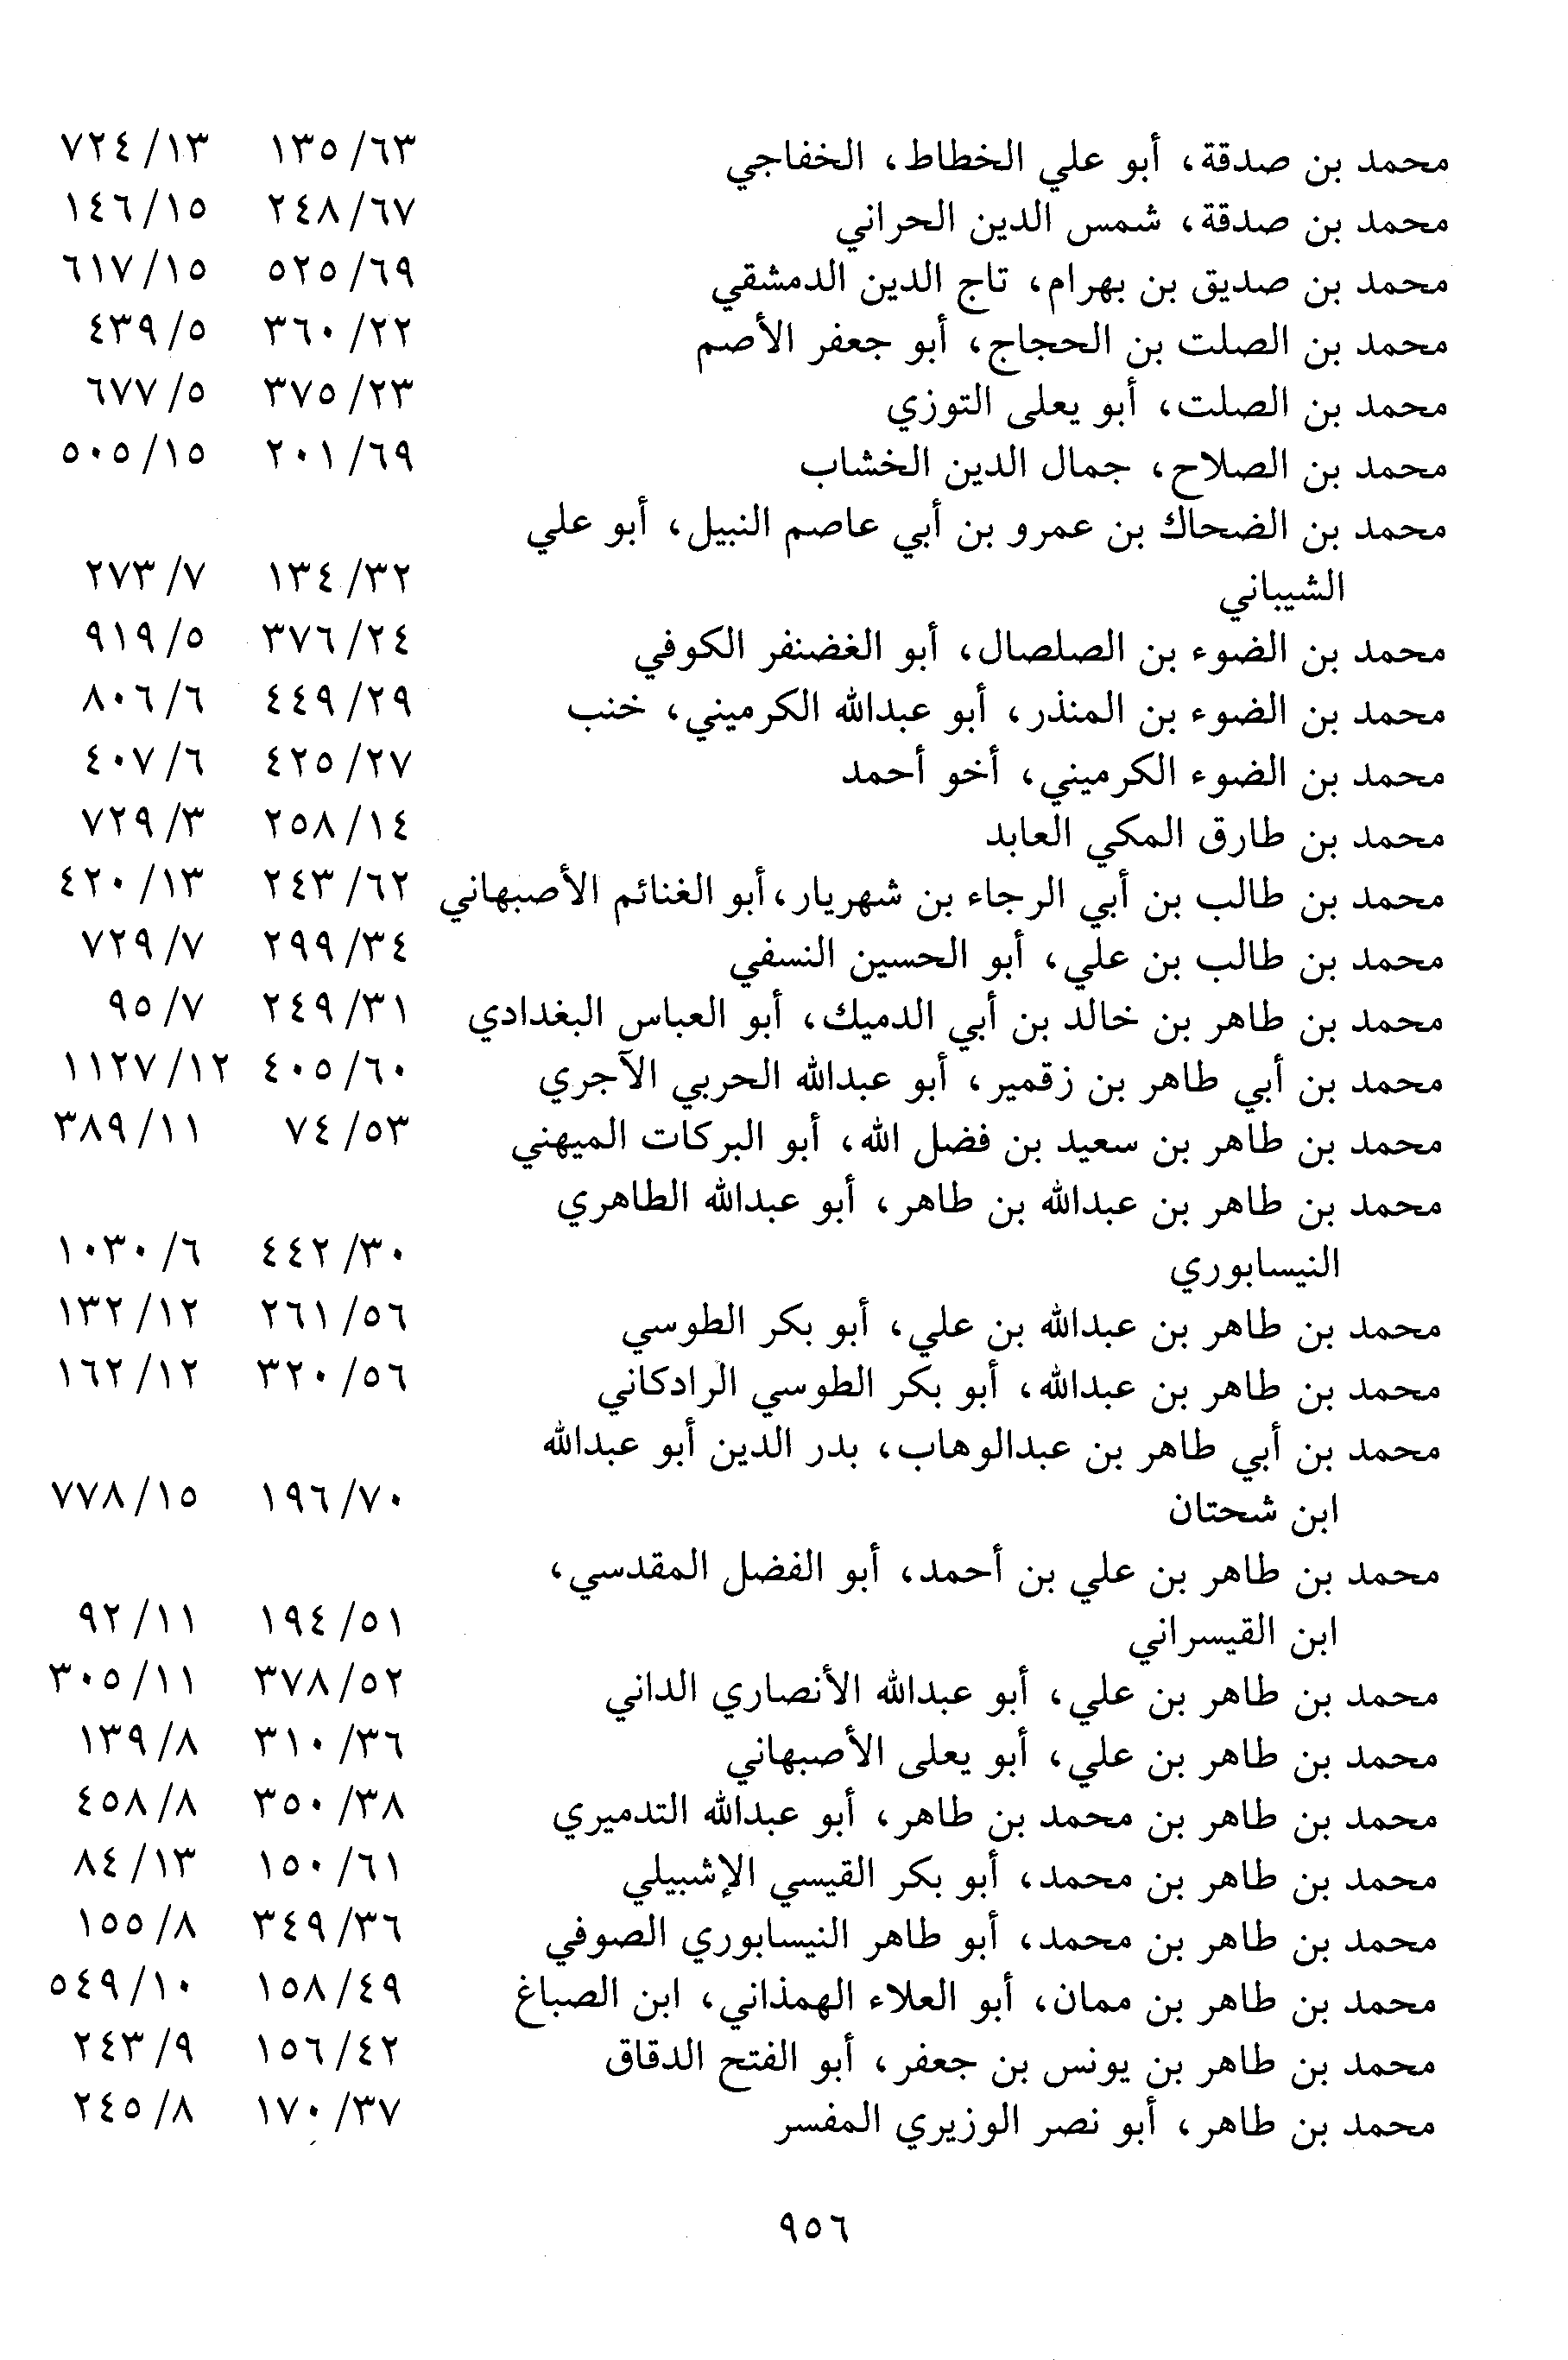 محمد بن صدقة، أبو علي الخطاط، الخفاجي ١٣٥/٦٣ ٧٢٤/١٣
محمد بن صدقة، شمس الدين الحراني ٢٤٨/٦٧ ١٤٦/١٥
محمد بن صديق بن بهرام، تاج الدين الدمشقي ٥٢٥/٦٩ ٦١٧/١٥
محمد بن الصلت بن الحجاج، أبو جعفر الأصم ٣٦٠/٢٢ ٤٣٩/٥
محمد بن الصلت، أبو يعلى التوزي ٣٧٥/٢٣ ٦٧٧/٥
محمد بن الصلاح، جمال الدين الخشاب ٢٠١/٦٩ ٥٠٥/١٥
محمد بن الضحاك بن عمرو بن أبي عاصم النبيل، أبو علي
الشيباني ١٣٤/٣٢ ٢٧٣/٧
محمد بن الضوء بن الصلصال، أبو الغضنفر الكوفي ٣٧٦/٢٤ ٩١٩/٥
محمد بن الضوء بن المنذر، أبو عبدالله الكرميني، خنب ٤٤٩/٢٩ ٨٠٦/٦
محمد بن الضوء الكرميني، أخو أحمد ٤٢٥/٢٧ ٤٠٧/٦
محمد بن طارق المكي العابد ٢٥٨/١٤ ٧٢٩/٣
محمد بن طالب بن أبي الرجاء بن شهريار، أبو الغنائم الأصبهاني ٢٤٣/٦٢ ٤٢٠/١٣
محمد بن طالب بن علي، أبو الحسين النسفي ٢٩٩/٣٤ ٧٢٩/٧
محمد بن طاهر بن خالد بن أبي الدميك، أبو العباس البغدادي ٢٤٩/٣١ ٩٥/٧
محمد بن أبي طاهر بن زقمير، أبو عبدالله الحربي الآجري ٤٠٥/٦٠ ١١٢٧/١٢
محمد بن طاهر بن سعيد بن فضل الله، أبو البركات الميهني ٧٤/٥٣ ٣٨٩/١١
محمد بن طاهر بن عبدالله بن طاهر، أبو عبدالله الطاهري
النيسابوري ٤٤٢/٣٠ ١٠٣٠/٦
محمد بن طاهر بن عبدالله بن علي، أبو بكر الطوسي ٢٦١/٥٦ ١٣٢/١٢
محمد بن طاهر بن عبدالله، أبو بكر الطوسي الرادكاني ٣٢٠/٥٦ ١٦٢/١٢
محمد بن أبي طاهر بن عبدالوهاب، بدر الدين أبو عبدالله
ابن شحتان ١٩٦/٧٠ ٧٧٨/١٥
محمد بن طاهر بن علي بن أحمد، أبو الفضل المقدسي،
ابن القيسراني ١٩٤/٥١ ٩٢/١١
محمد بن طاهر بن علي، أبو عبدالله الأنصاري الداني ٣٧٨/٥٢ ٣٠٥/١١
محمد بن طاهر بن علي، أبو يعلى الأصبهاني ٣١٠/٣٦ ١٣٩/٨
محمد بن طاهر بن محمد بن طاهر، أبو عبدالله التدميري ٣٥٠/٣٨ ٤٥٨/٨
محمد بن طاهر بن محمد، أبو بكر القيسي الإشبيلي ١٥٠/٦١ ٨٤/١٣
محمد بن طاهر بن محمد، أبو طاهر النيسابوري الصوفي ٣٤٩/٣٦ ١٥٥/٨
محمد بن طاهر بن ممان، أبو العلاء الهمذاني، ابن الصباغ ١٥٨/٤٩ ٥٤٩/١٠
محمد بن طاهر بن يونس بن جعفر، أبو الفتح الدقاق ١٥٦/٤٢ ٢٤٣/٩
محمد بن طاهر، أبو نصر الوزيري المفسر ١٧٠/٣٧ ٢٤٥/٨
٩٥٦